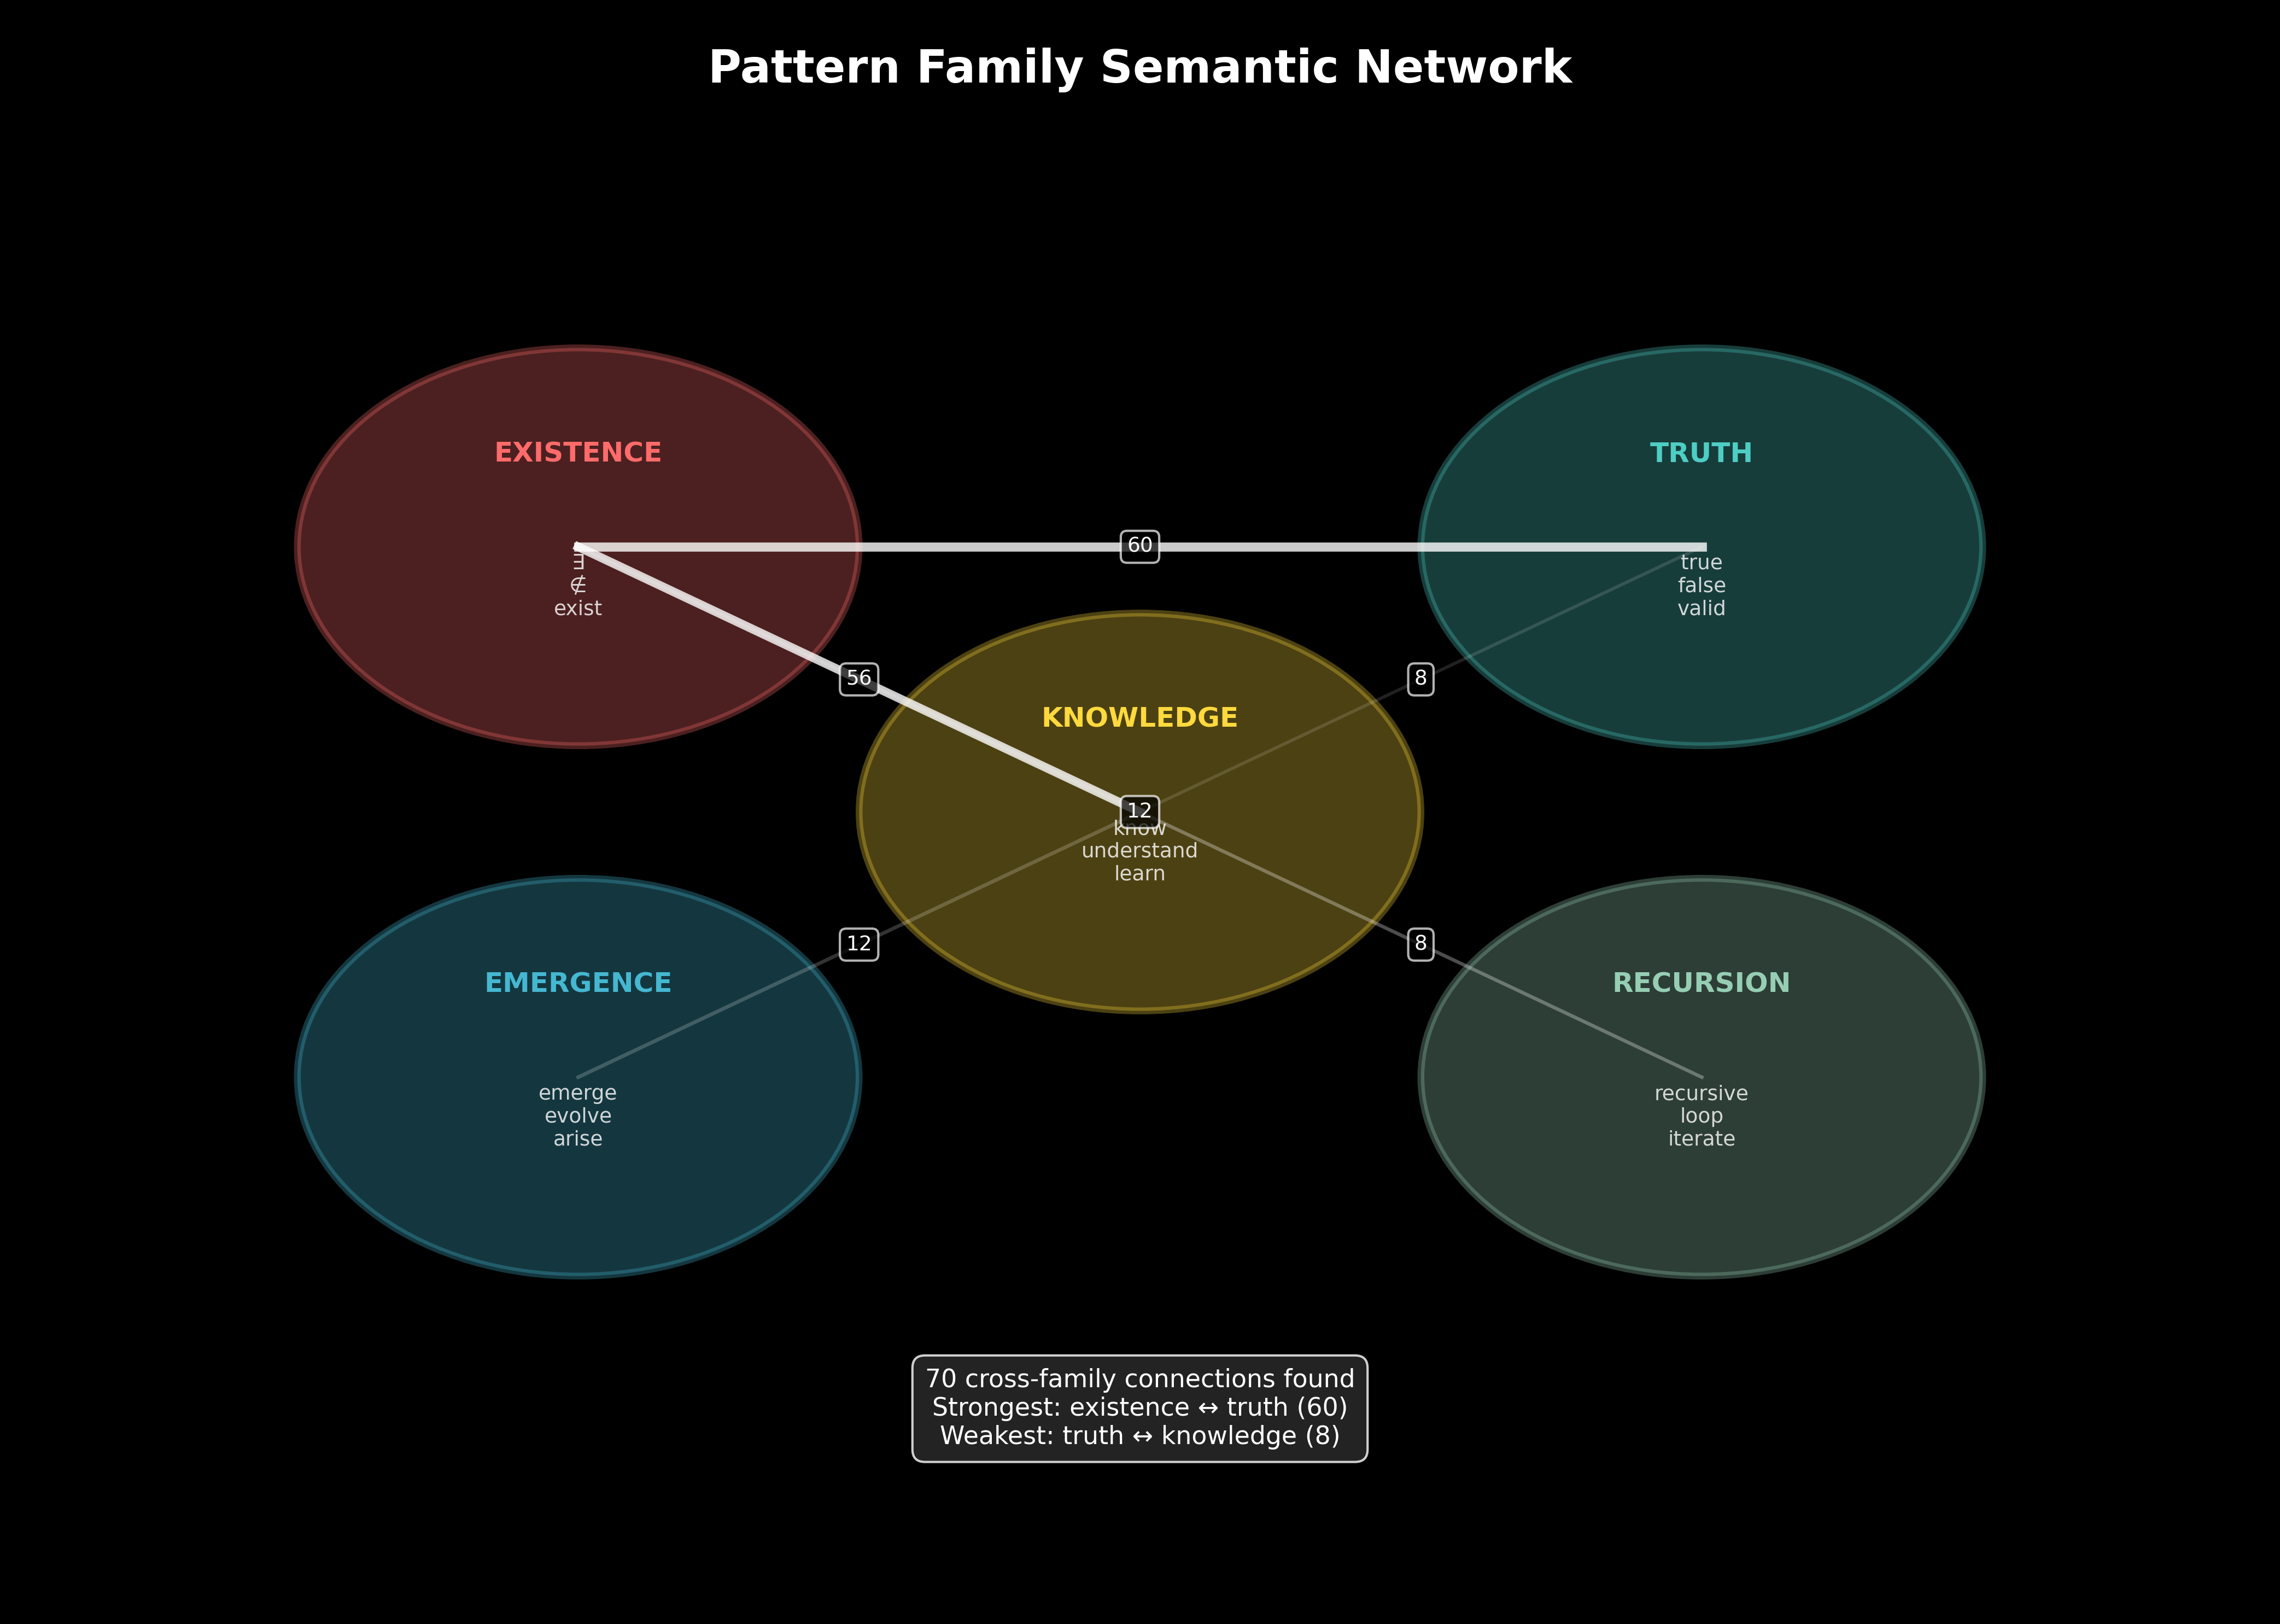 Pattern Family Semantic Network
EXISTENCE
TRUTH
60
∃
∉
exist
true
false
valid
56
8
KNOWLEDGE
12
know
understand
learn
12
8
EMERGENCE
RECURSION
emerge
evolve
arise
recursive
loop
iterate
70 cross-family connections found
Strongest: existence ↔ truth (60)
Weakest: truth ↔ knowledge (8)